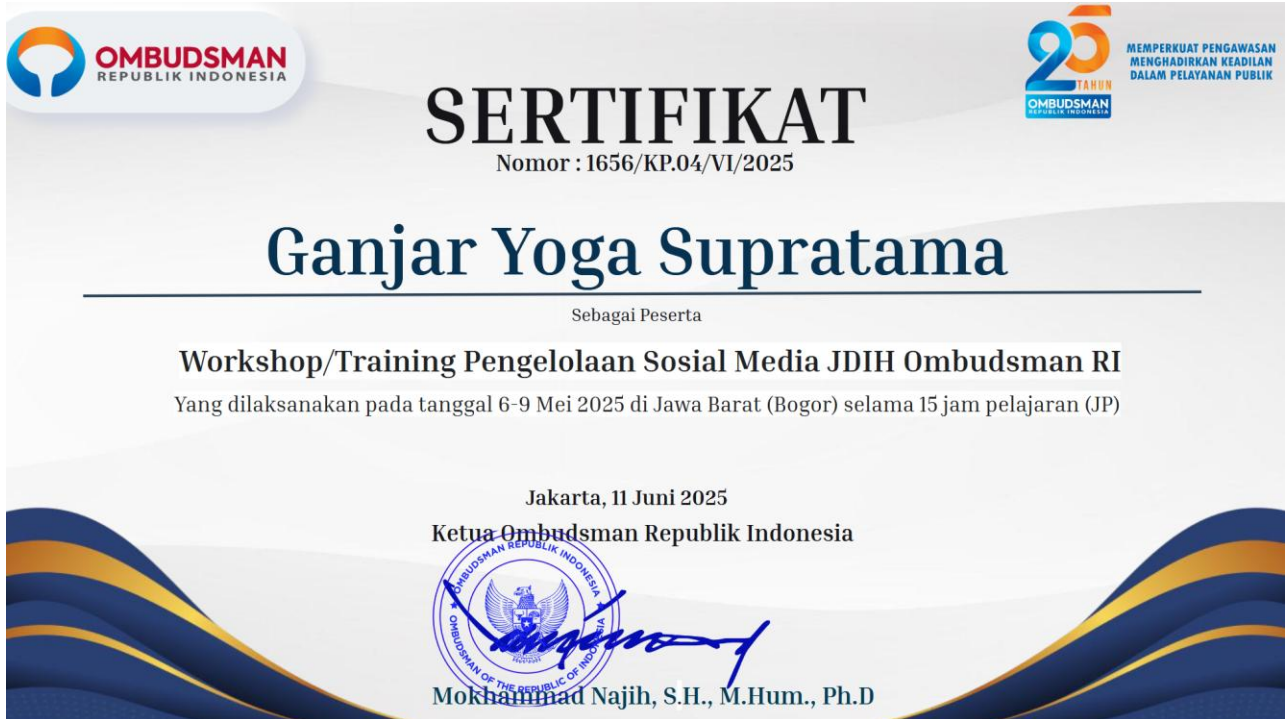 OMBUDSMAN
REPUBLIK INDONESIA
25 TAHUN
OMBUDSMAN
REPUBLIK INDONESIA
MEMPERKUAT PENGAWASAN
MENGHADIRKAN KEADILAN
DALAM PELAYANAN PUBLIK
SERTIFIKAT
Nomor : 1656/KP.04/VI/2025
Ganjar Yoga Supratama
Sebagai Peserta
Workshop/Training Pengelolaan Sosial Media JDIH Ombudsman RI
Yang dilaksanakan pada tanggal 6-9 Mei 2025 di Jawa Barat (Bogor) selama 15 jam pelajaran (JP)
Jakarta, 11 Juni 2025
Ketua Ombudsman Republik Indonesia
OMBUDSMAN REPUBLIK INDONESIA
OMBUDSMAN OF THE REPUBLIC OF INDONESIA
Mokhammad Najih, S.H., M.Hum., Ph.D